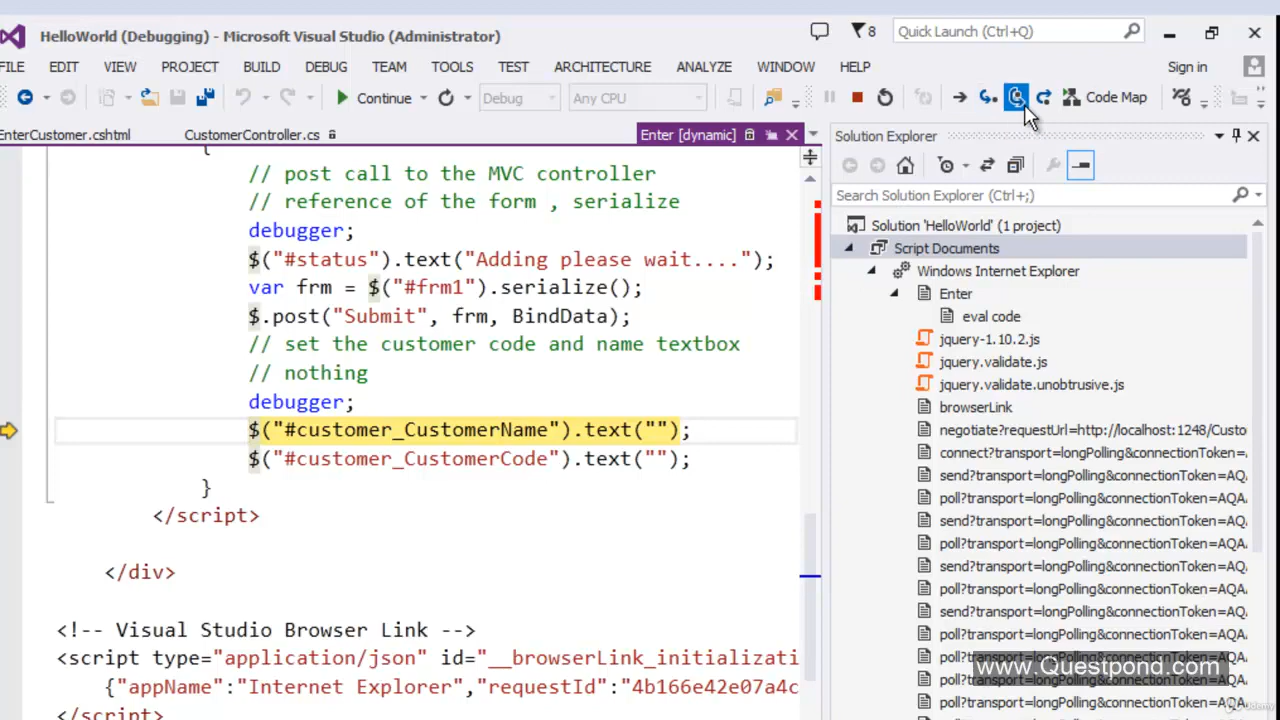 HelloWorld (Debugging) - Microsoft Visual Studio (Administrator)
8
Quick Launch (Ctrl+Q)
FILE EDIT VIEW PROJECT BUILD DEBUG TEAM TOOLS TEST ARCHITECTURE ANALYZE WINDOW HELP Sign in
Continue Debug Any CPU Code Map
EnterCustomer.cshtml CustomerController.cs Enter [dynamic]
{
// post call to the MVC controller
// reference of the form , serialize
debugger;
$("#status").text("Adding please wait....");
var frm = $("#frm1").serialize();
$.post("Submit", frm, BindData);
// set the customer code and name textbox
// nothing
debugger;
$("#customer_CustomerName").text("");
$("#customer_CustomerCode").text("");
}
</script>
</div>
<!-- Visual Studio Browser Link -->
<script type="application/json" id="__browserLink_initializati
{"appName":"Internet Explorer","requestId":"4b166e42e07a4c
</script>
Solution Explorer
Search Solution Explorer (Ctrl+;)
Solution 'HelloWorld' (1 project)
Script Documents
Windows Internet Explorer
Enter
eval code
jquery-1.10.2.js
jquery.validate.js
jquery.validate.unobtrusive.js
browserLink
negotiate?requestUrl=http://localhost:1248/Custo
connect?transport=longPolling&connectionToken=
send?transport=longPolling&connectionToken=AQ
poll?transport=longPolling&connectionToken=AQA
send?transport=longPolling&connectionToken=AQ
poll?transport=longPolling&connectionToken=AQA
send?transport=longPolling&connectionToken=AQ
poll?transport=longPolling&connectionToken=AQA
send?transport=longPolling&connectionToken=AQ
poll?transport=longPolling&connectionToken=AQA
poll?transport=longPolling&connectionToken=AQA
www.Questpond.com
poll?transport=longPolling&connectionToken=AQA
poll?transport=longPolling&connectionToken=AQA
Udemy